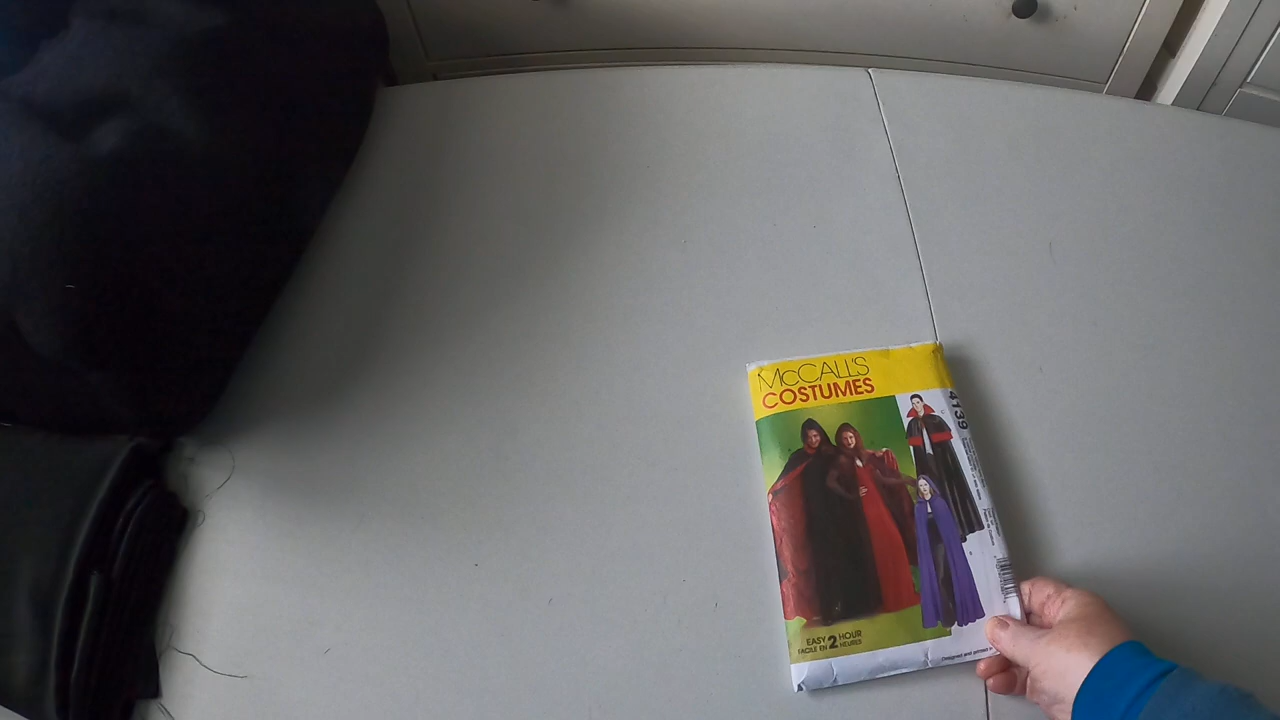 McCALL'S
COSTUMES
4139
EASY 2 HOUR
FACILE EN 2 HEURES